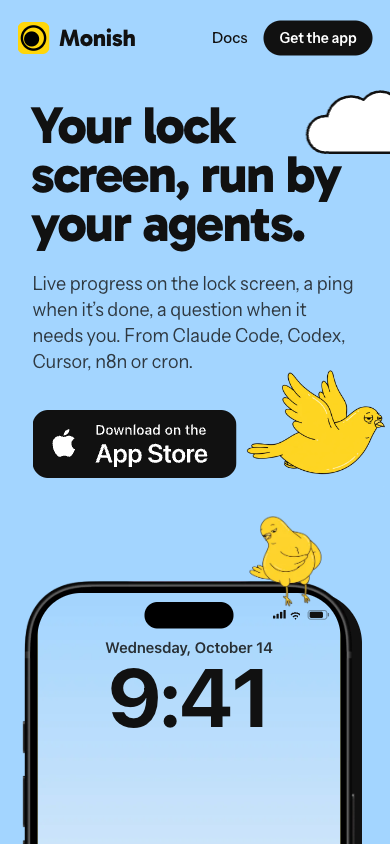 Monish
Docs
Get the app
Your lock
screen, run by
your agents.
Live progress on the lock screen, a ping
when it’s done, a question when it
needs you. From Claude Code, Codex,
Cursor, n8n or cron.
Download on the
App Store
Wednesday, October 14
9:41